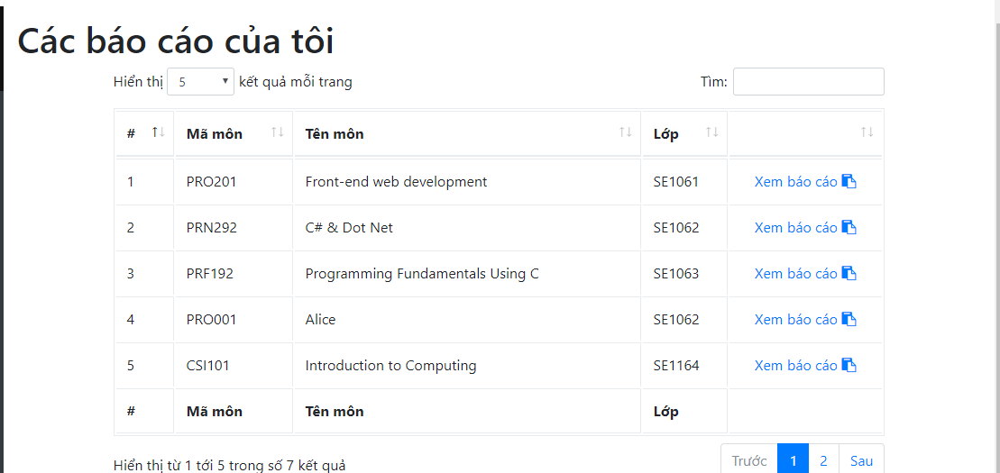 Các báo cáo của tôi
Hiển thị 5 kết quả mỗi trang Tìm:
# Mã môn Tên môn Lớp
1 PRO201 Front-end web development SE1061 Xem báo cáo
2 PRN292 C# & Dot Net SE1062 Xem báo cáo
3 PRF192 Programming Fundamentals Using C SE1063 Xem báo cáo
4 PRO001 Alice SE1062 Xem báo cáo
5 CSI101 Introduction to Computing SE1164 Xem báo cáo
# Mã môn Tên môn Lớp
Hiển thị từ 1 tới 5 trong số 7 kết quả Trước 1 2 Sau